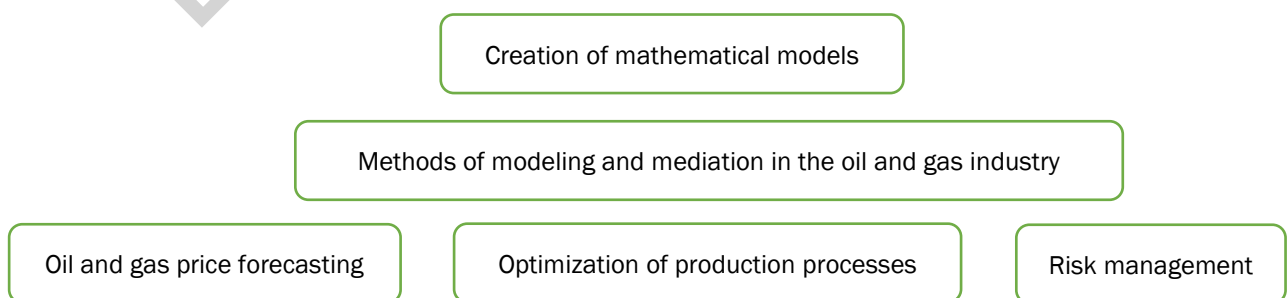 Creation of mathematical models
Methods of modeling and mediation in the oil and gas industry
Oil and gas price forecasting
Optimization of production processes
Risk management